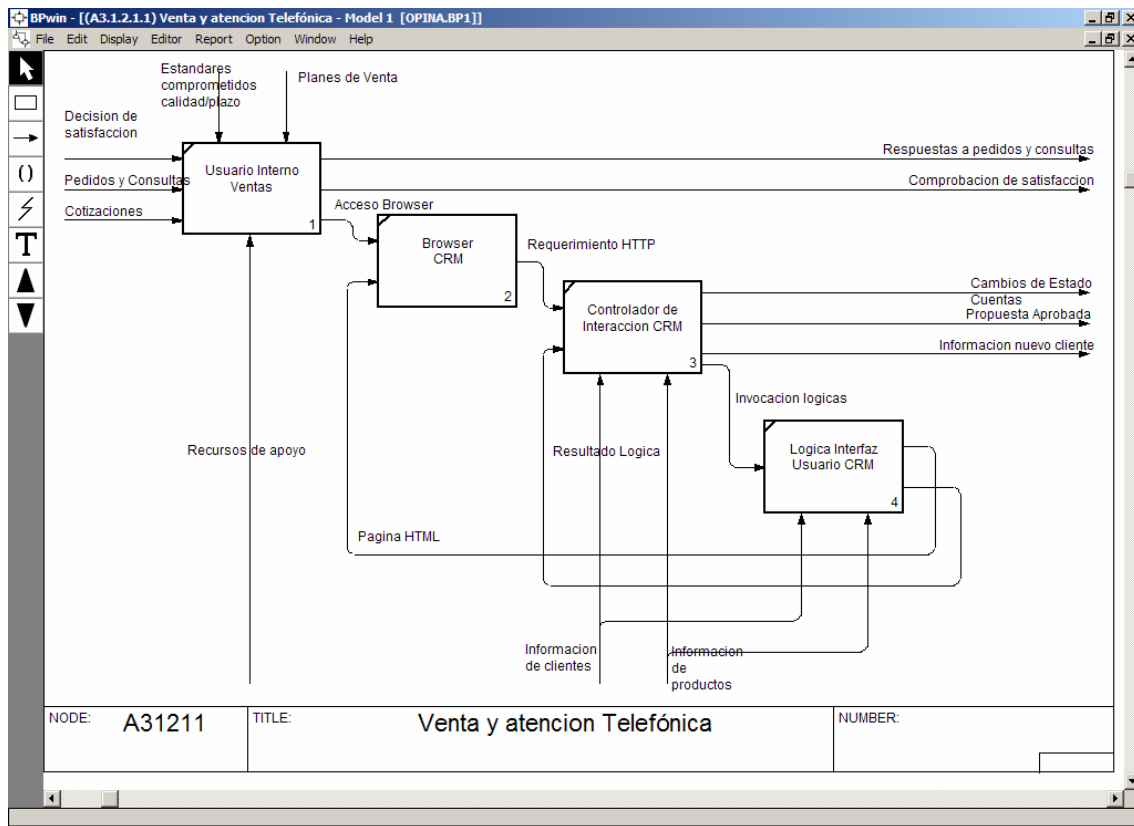 BPwin - [(A3.1.2.1.1) Venta y atencion Telefónica - Model 1 [OPINA.BP1]]
File Edit Display Editor Report Option Window Help
Estandares
comprometidos
calidad/plazo
Planes de Venta
Decision de
satisfaccion
Pedidos y Consultas
Cotizaciones
Usuario Interno
Ventas
1
Respuestas a pedidos y consultas
Comprobacion de satisfaccion
Acceso Browser
Browser
CRM
2
Requerimiento HTTP
Controlador de
Interaccion CRM
3
Cambios de Estado
Cuentas
Propuesta Aprobada
Informacion nuevo cliente
Invocacion logicas
Logica Interfaz
Usuario CRM
4
Recursos de apoyo
Resultado Logica
Pagina HTML
Informacion
de clientes
Informacion
de
productos
NODE: A31211
TITLE: Venta y atencion Telefónica
NUMBER:
( )
T